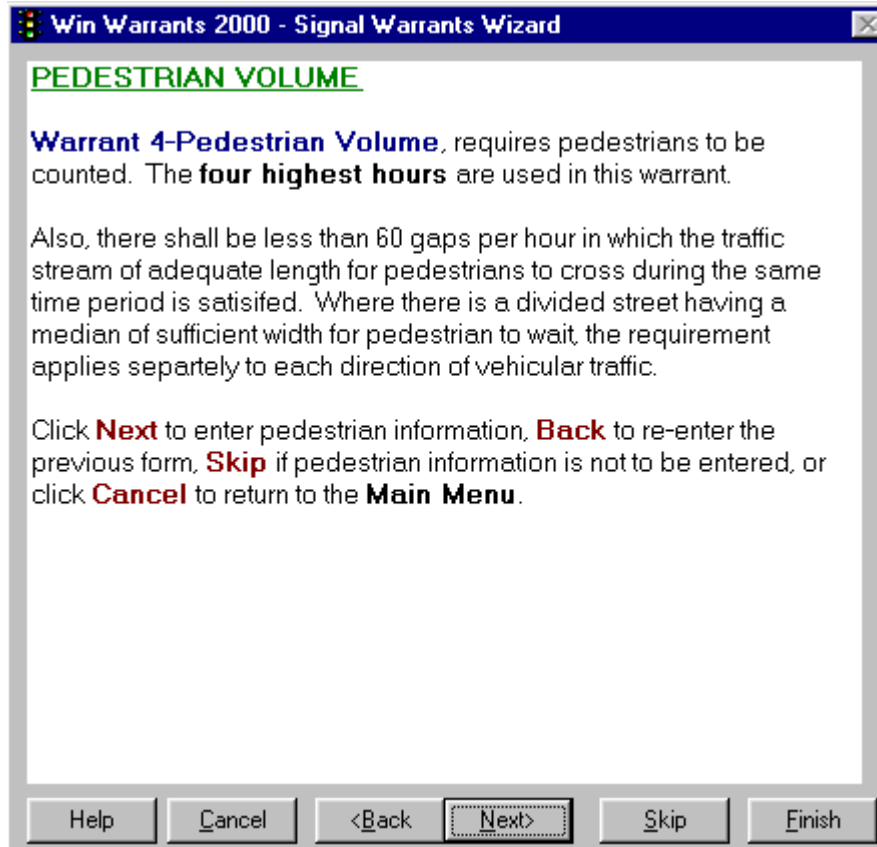 Win Warrants 2000 - Signal Warrants Wizard
PEDESTRIAN VOLUME
Warrant 4-Pedestrian Volume, requires pedestrians to be
counted. The four highest hours are used in this warrant.
Also, there shall be less than 60 gaps per hour in which the traffic
stream of adequate length for pedestrians to cross during the same
time period is satisifed. Where there is a divided street having a
median of sufficient width for pedestrian to wait, the requirement
applies separtely to each direction of vehicular traffic.
Click Next to enter pedestrian information, Back to re-enter the
previous form, Skip if pedestrian information is not to be entered, or
click Cancel to return to the Main Menu.
Help Cancel <Back Next> Skip Finish